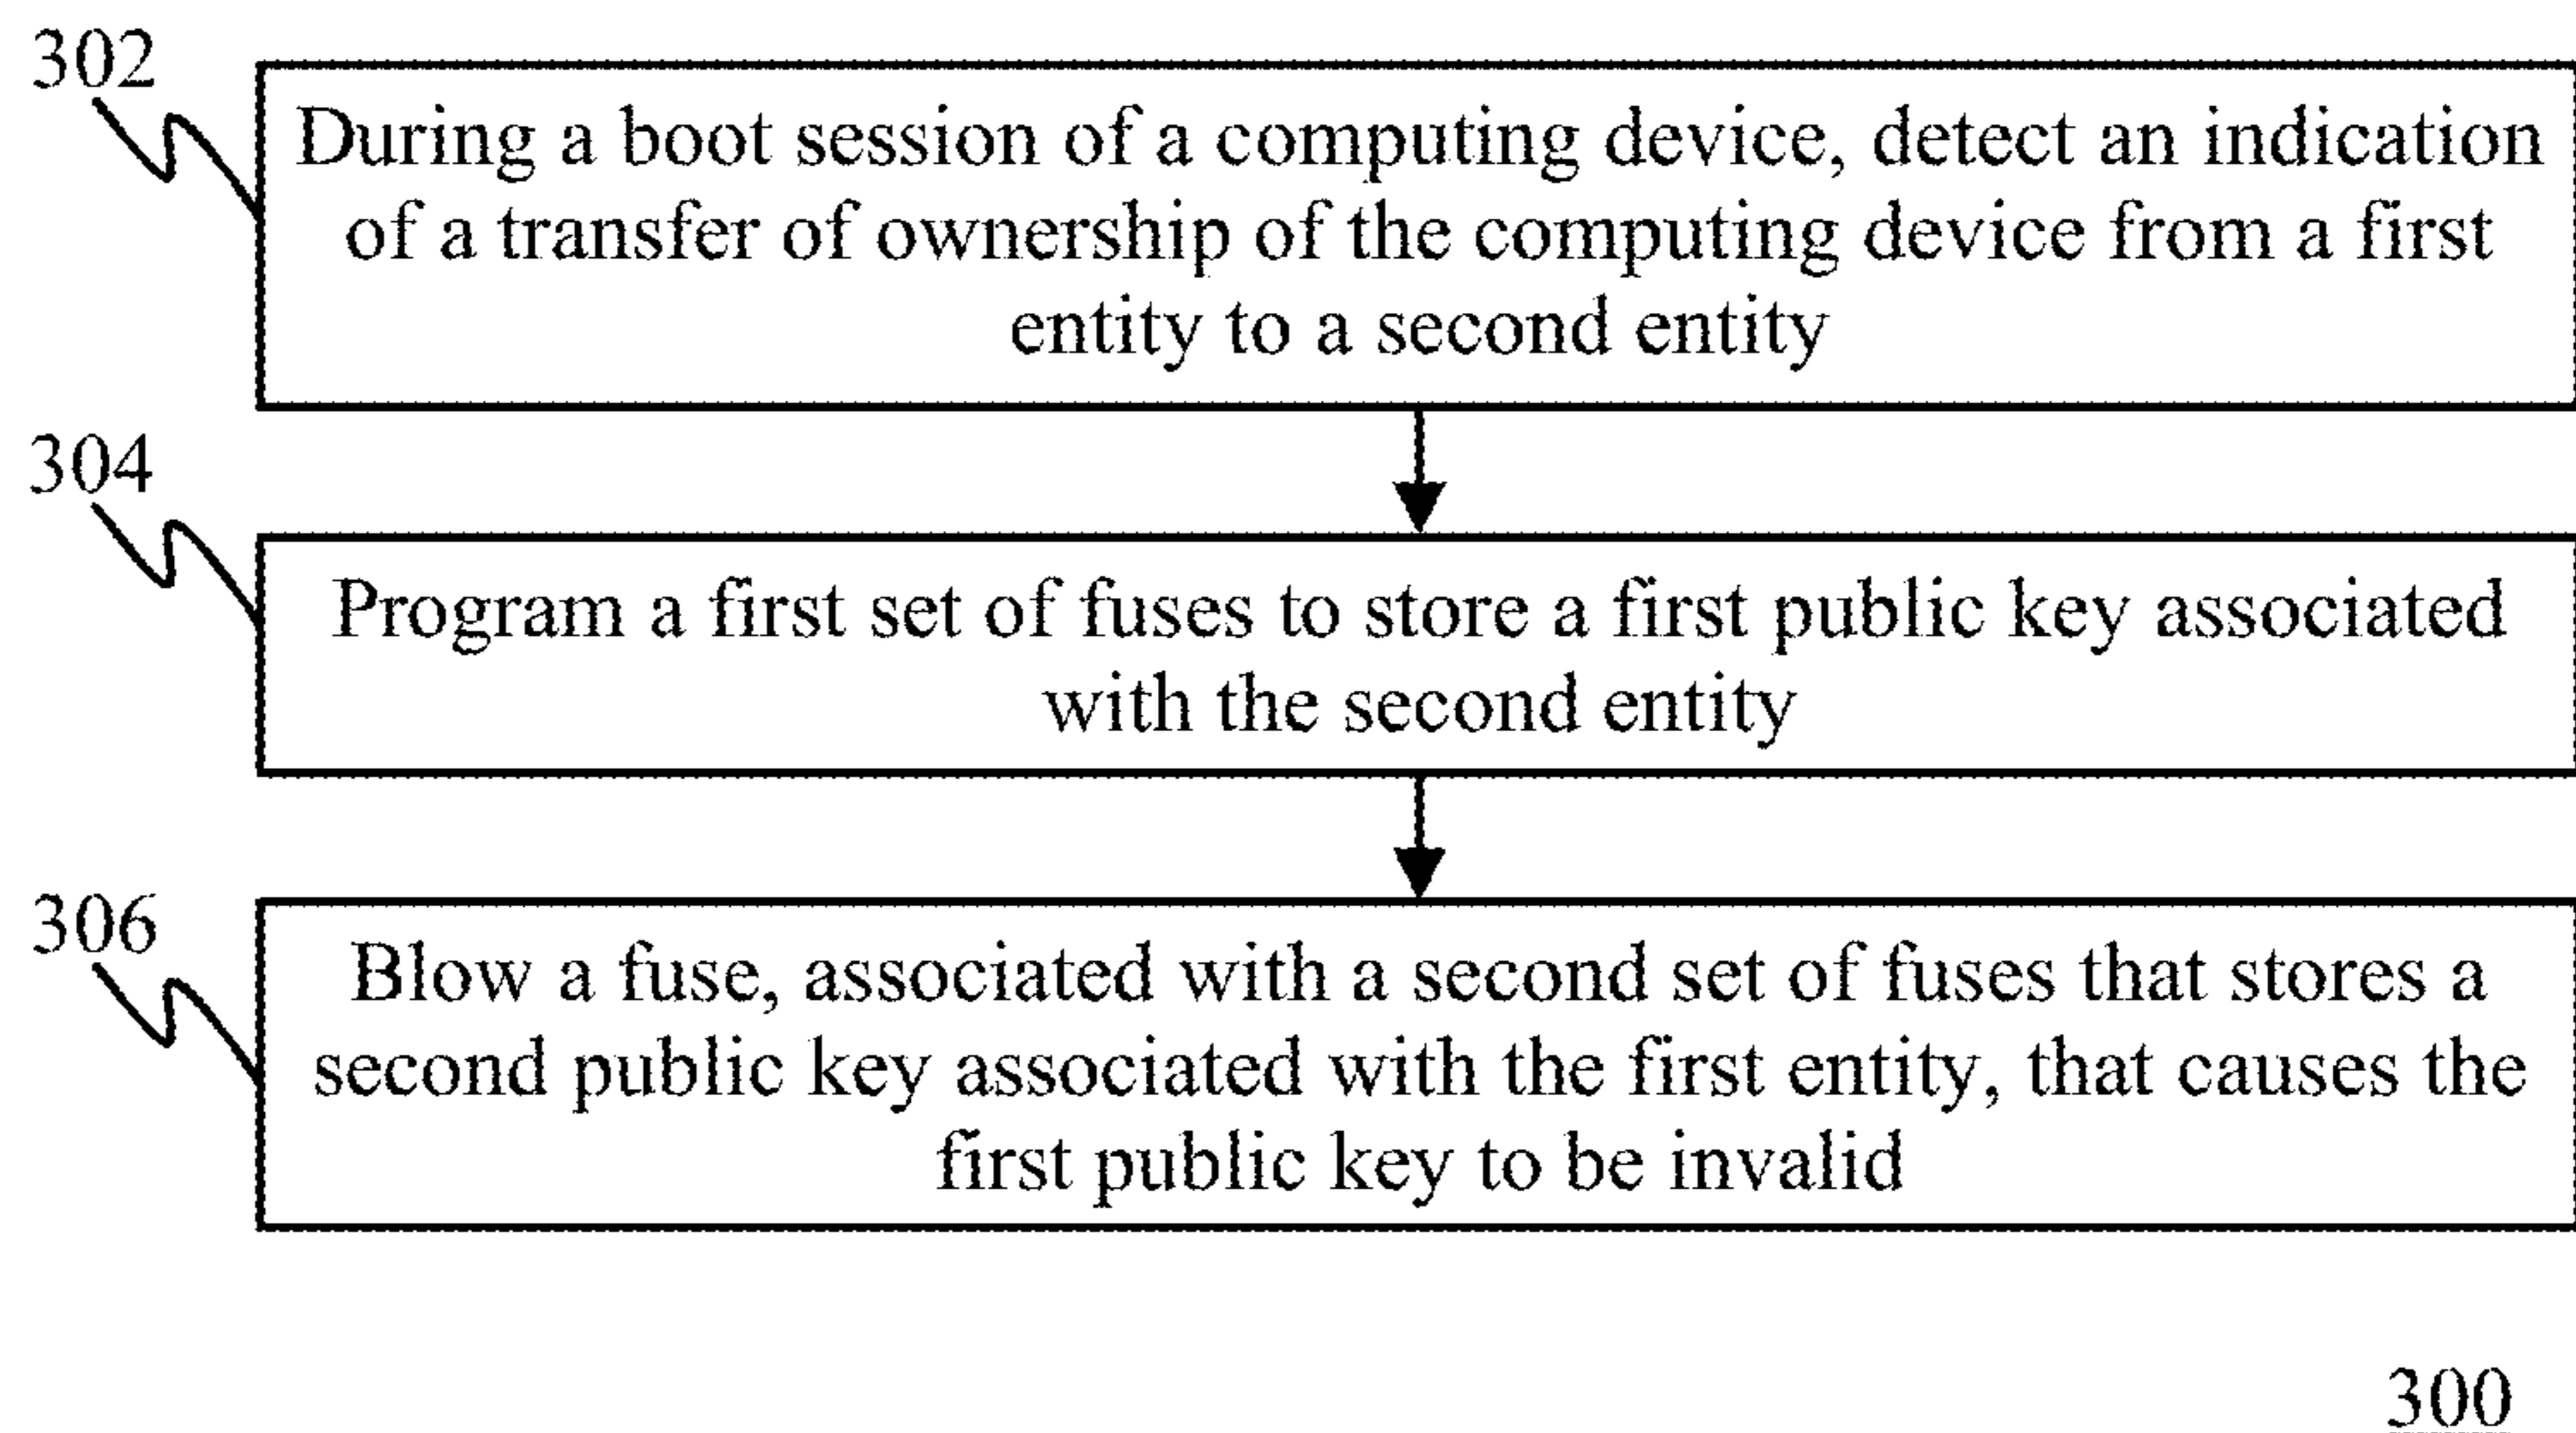 302
During a boot session of a computing device, detect an indication
of a transfer of ownership of the computing device from a first
entity to a second entity
304
Program a first set of fuses to store a first public key associated
with the second entity
306
Blow a fuse, associated with a second set of fuses that stores a
second public key associated with the first entity, that causes the
first public key to be invalid
300